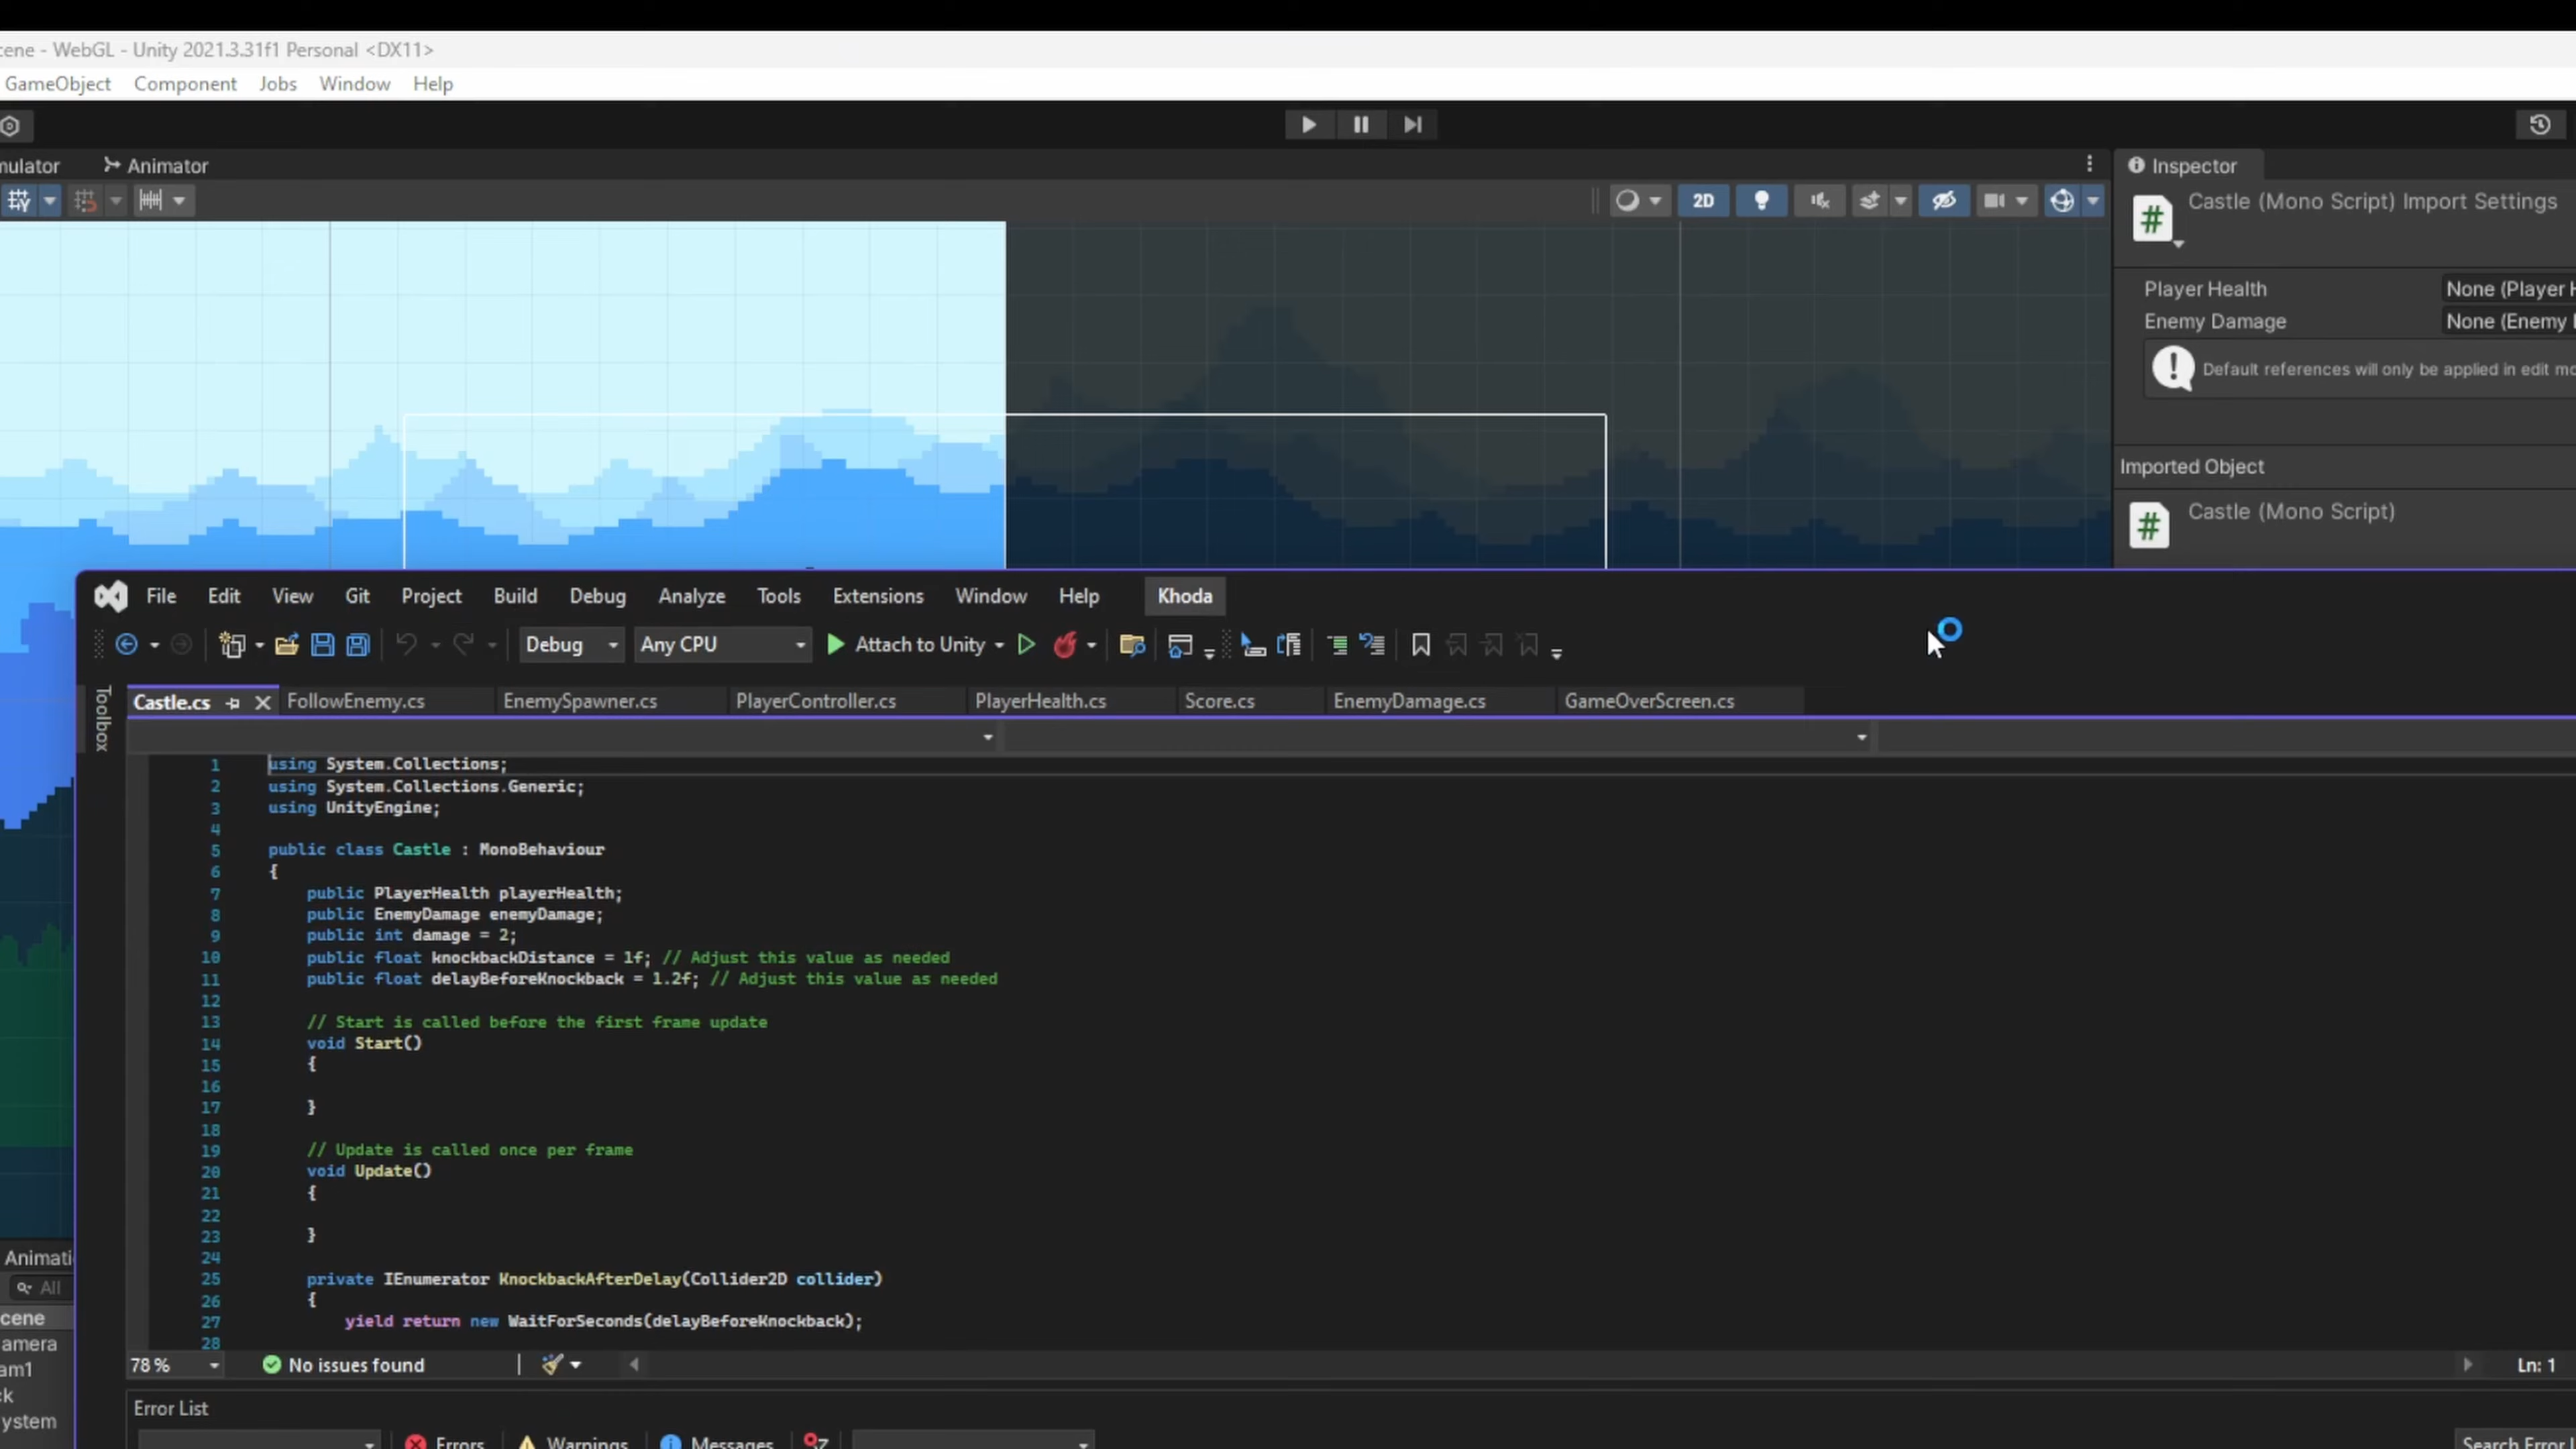 cene - WebGL - Unity 2021.3.31f1 Personal <DX11>
GameObject Component Jobs Window Help
mulator Animator
Inspector
2D
Castle (Mono Script) Import Settings
Player Health None (Player H
Enemy Damage None (Enemy
Default references will only be applied in edit mo
Imported Object
Castle (Mono Script)
File Edit View Git Project Build Debug Analyze Tools Extensions Window Help Khoda
Debug Any CPU Attach to Unity
Toolbox
Castle.cs FollowEnemy.cs EnemySpawner.cs PlayerController.cs PlayerHealth.cs Score.cs EnemyDamage.cs GameOverScreen.cs
1 using System.Collections;
2 using System.Collections.Generic;
3 using UnityEngine;
4
5 public class Castle : MonoBehaviour
6 {
7 public PlayerHealth playerHealth;
8 public EnemyDamage enemyDamage;
9 public int damage = 2;
10 public float knockbackDistance = 1f; // Adjust this value as needed
11 public float delayBeforeKnockback = 1.2f; // Adjust this value as needed
12
13 // Start is called before the first frame update
14 void Start()
15 {
16
17 }
18
19 // Update is called once per frame
20 void Update()
21 {
22
23 }
24
25 private IEnumerator KnockbackAfterDelay(Collider2D collider)
26 {
27 yield return new WaitForSeconds(delayBeforeKnockback);
28
Animati
All
cene
amera
am1
ck
ystem
78 % No issues found Ln: 1
Error List
Errors Warnings Messages Search Error L